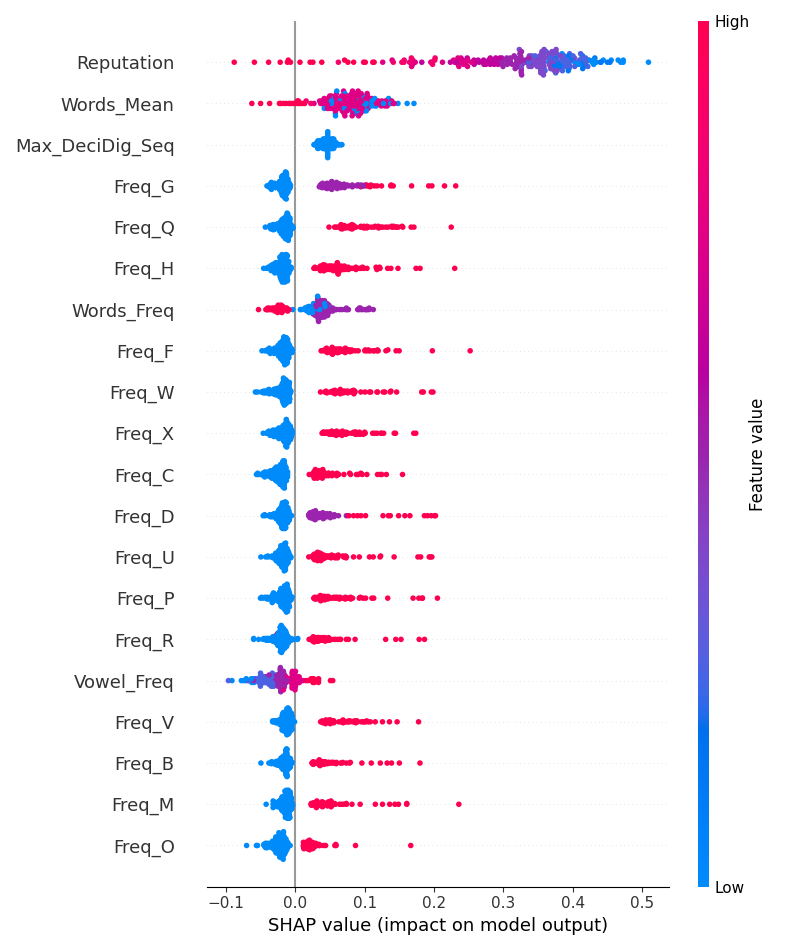 High
Reputation
Words_Mean
Max_DeciDig_Seq
Freq_G
Freq_Q
Freq_H
Words_Freq
Freq_F
Freq_W
Freq_X
Freq_C
Freq_D
Freq_U
Freq_P
Freq_R
Vowel_Freq
Freq_V
Freq_B
Freq_M
Freq_O
Feature value
Low
−0.1 0.0 0.1 0.2 0.3 0.4 0.5
SHAP value (impact on model output)